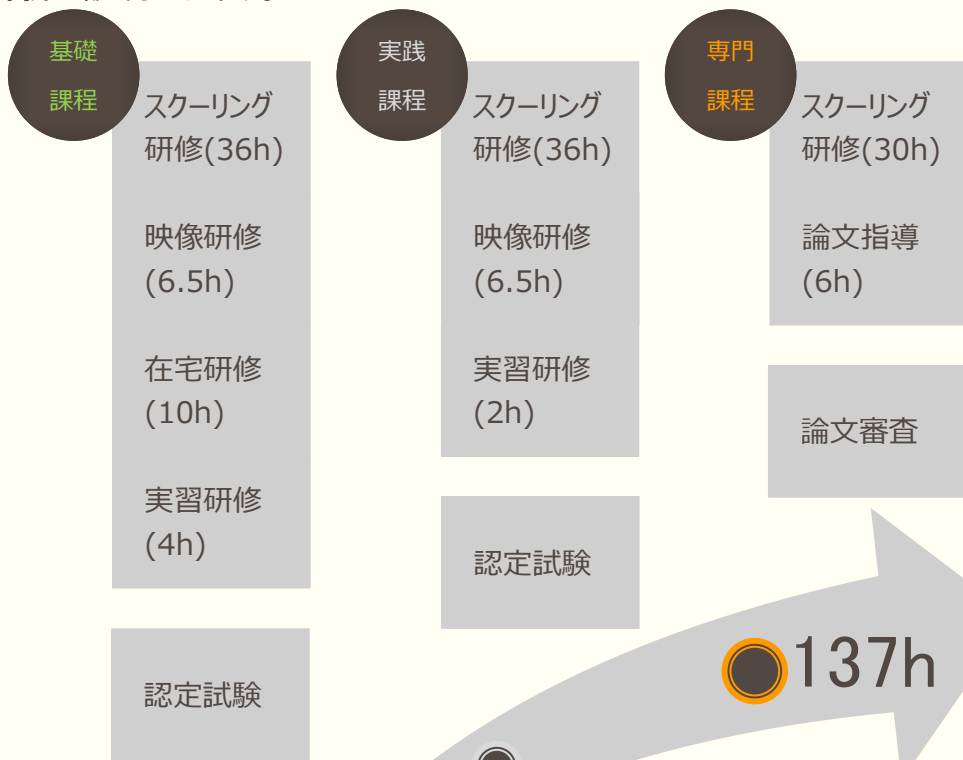 基礎
課程
スクーリング
研修(36h)
映像研修
(6.5h)
在宅研修
(10h)
実習研修
(4h)
認定試験
実践
課程
スクーリング
研修(36h)
映像研修
(6.5h)
実習研修
(2h)
認定試験
専門
課程
スクーリング
研修(30h)
論文指導
(6h)
論文審査
137h